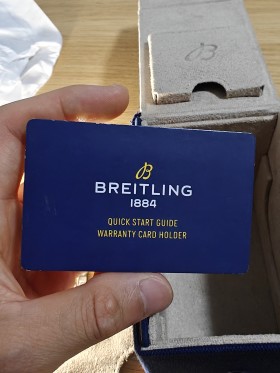 B
BREITLING
1884
QUICK START GUIDE
WARRANTY CARD HOLDER
B